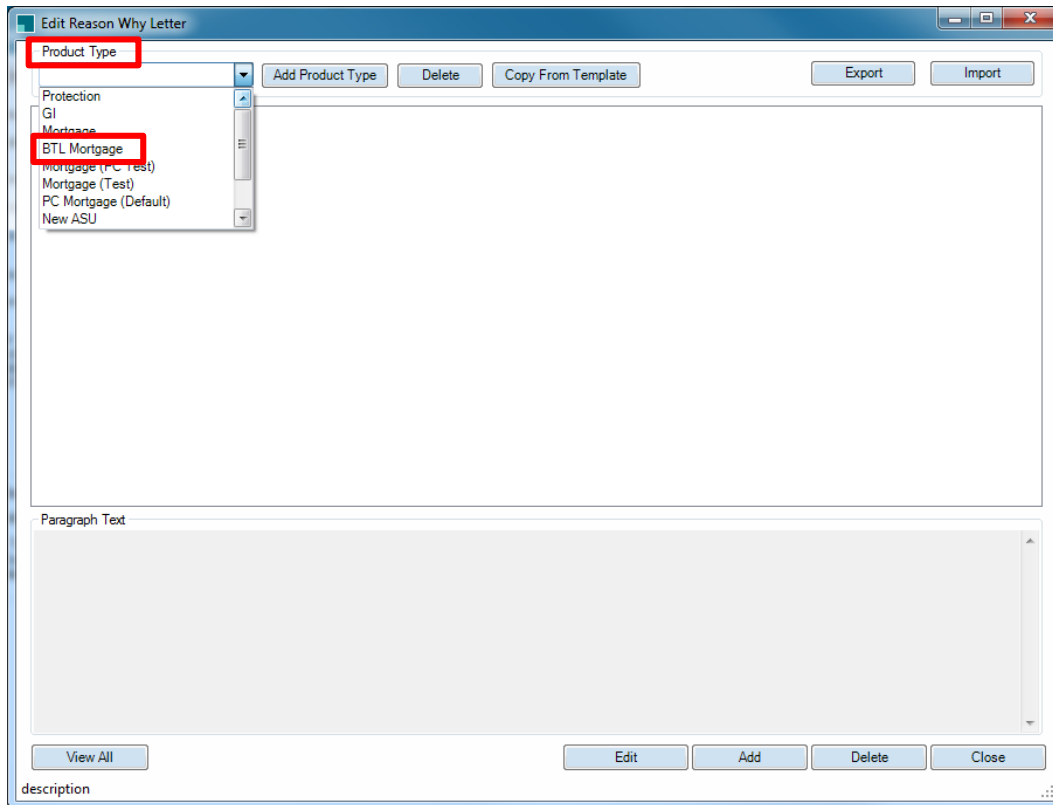 Edit Reason Why Letter
Product Type
Add Product Type Delete Copy From Template Export Import
Protection
GI
Mortgage
BTL Mortgage
Mortgage (PC Test)
Mortgage (Test)
PC Mortgage (Default)
New ASU
Paragraph Text
View All Edit Add Delete Close
description